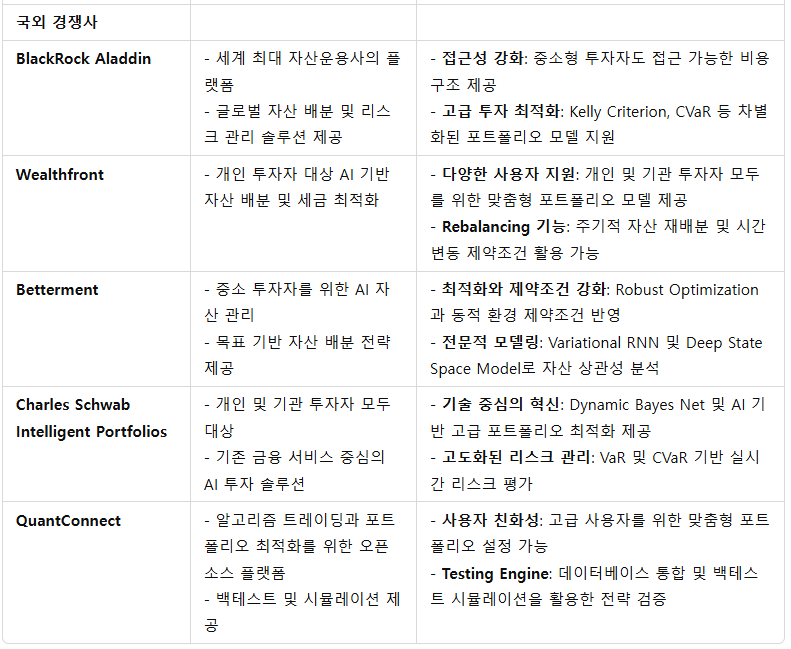 국외 경쟁사
BlackRock Aladdin
- 세계 최대 자산운용사의 플
랫폼
- 글로벌 자산 배분 및 리스
크 관리 솔루션 제공
- 접근성 강화: 중소형 투자자도 접근 가능한 비용
구조 제공
- 고급 투자 최적화: Kelly Criterion, CVaR 등 차별
화된 포트폴리오 모델 지원
Wealthfront
- 개인 투자자 대상 AI 기반
자산 배분 및 세금 최적화
- 다양한 사용자 지원: 개인 및 기관 투자자 모두
를 위한 맞춤형 포트폴리오 모델 제공
- Rebalancing 기능: 주기적 자산 재배분 및 시간
변동 제약조건 활용 가능
Betterment
- 중소 투자자를 위한 AI 자
산 관리
- 목표 기반 자산 배분 전략
제공
- 최적화와 제약조건 강화: Robust Optimization
과 동적 환경 제약조건 반영
- 전문적 모델링: Variational RNN 및 Deep State
Space Model로 자산 상관성 분석
Charles Schwab
Intelligent Portfolios
- 개인 및 기관 투자자 모두
대상
- 기존 금융 서비스 중심의
AI 투자 솔루션
- 기술 중심의 혁신: Dynamic Bayes Net 및 AI 기
반 고급 포트폴리오 최적화 제공
- 고도화된 리스크 관리: VaR 및 CVaR 기반 실시
간 리스크 평가
QuantConnect
- 알고리즘 트레이딩과 포트
폴리오 최적화를 위한 오픈
소스 플랫폼
- 백테스트 및 시뮬레이션 제
공
- 사용자 친화성: 고급 사용자를 위한 맞춤형 포트
폴리오 설정 가능
- Testing Engine: 데이터베이스 통합 및 백테스
트 시뮬레이션을 활용한 전략 검증